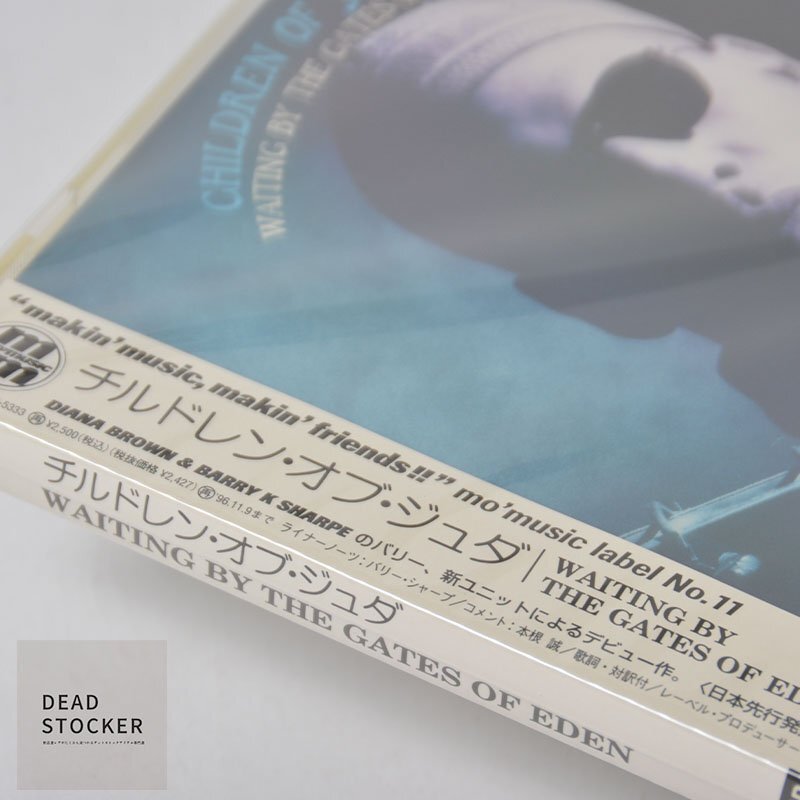 CHILDREN OF
WAITING BY THE GATES
“makin’ music, makin’ friends!!” mo’music label No.11
チルドレン・オブ・ジュダ
WAITING BY
THE GATES OF EDE
DIANA BROWN & BARRY K SHARPE のバリー、新ユニットによるデビュー作。〈日本先行発
5333 再 ¥2,500(税込)(税抜価格 ¥2,427) 再 '96.11.9まで ライナーノーツ:バリー・シャープ/コメント:本根 誠/歌詞・対訳付/レーベル・プロデューサー
チルドレン・オブ・ジュダ
WAITING BY THE GATES OF EDEN
DEAD
STOCKER